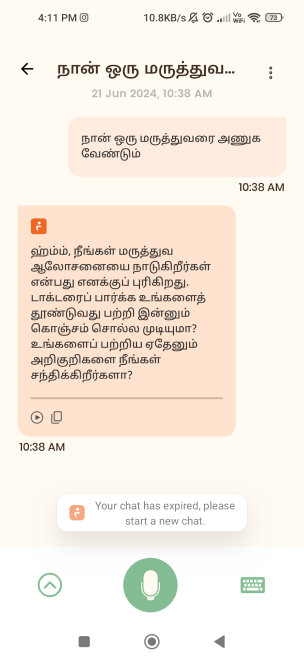 4:11 PM
10.8KB/s
Vo
WiFi
73
நான் ஒரு மருத்துவ...
21 Jun 2024, 10:38 AM
நான் ஒரு மருத்துவரை அணுக
வேண்டும்
10:38 AM
ஹ்ம்ம், நீங்கள் மருத்துவ
ஆலோசனையை நாடுகிறீர்கள்
என்பது எனக்குப் புரிகிறது.
டாக்டரைப் பார்க்க உங்களைத்
தூண்டுவது பற்றி இன்னும்
கொஞ்சம் சொல்ல முடியுமா?
உங்களைப் பற்றிய ஏதேனும்
அறிகுறிகளை நீங்கள்
சந்திக்கிறீர்களா?
10:38 AM
Your chat has expired, please
start a new chat.